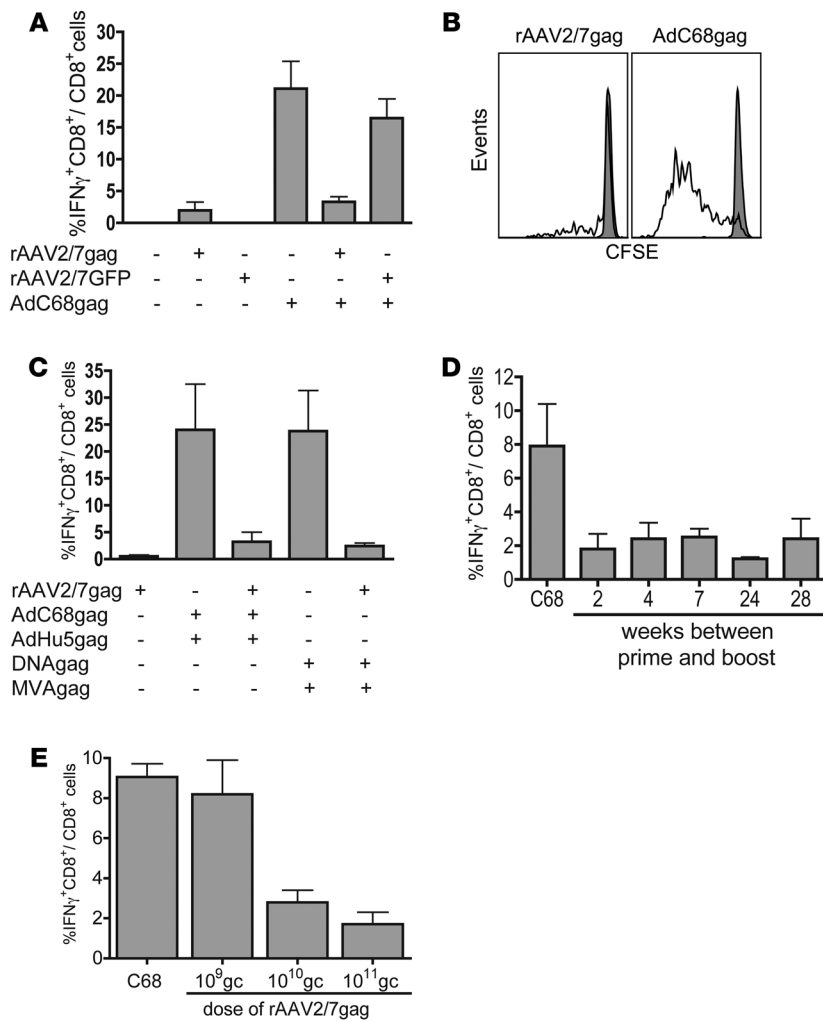 A
%IFNγ⁺CD8⁺/ CD8⁺cells
30
25
20
15
10
5
0
rAAV2/7gag - + - - + -
rAAV2/7GFP - - + - - +
AdC68gag - - - + + +
B
rAAV2/7gag AdC68gag
Events
CFSE
C
%IFNγ⁺CD8⁺/ CD8⁺ cells
35
30
25
20
15
10
5
0
rAAV2/7gag + - + - +
AdC68gag - + + - -
AdHu5gag - + + - -
DNAgag - - - + +
MVAgag - - - + +
D
%IFNγ⁺CD8⁺/ CD8⁺ cells
12
10
8
6
4
2
0
C68 2 4 7 24 28
weeks between
prime and boost
E
%IFNγ⁺CD8⁺/ CD8⁺ cells
10
8
6
4
2
0
C68 10⁹gc 10¹⁰gc 10¹¹gc
dose of rAAV2/7gag